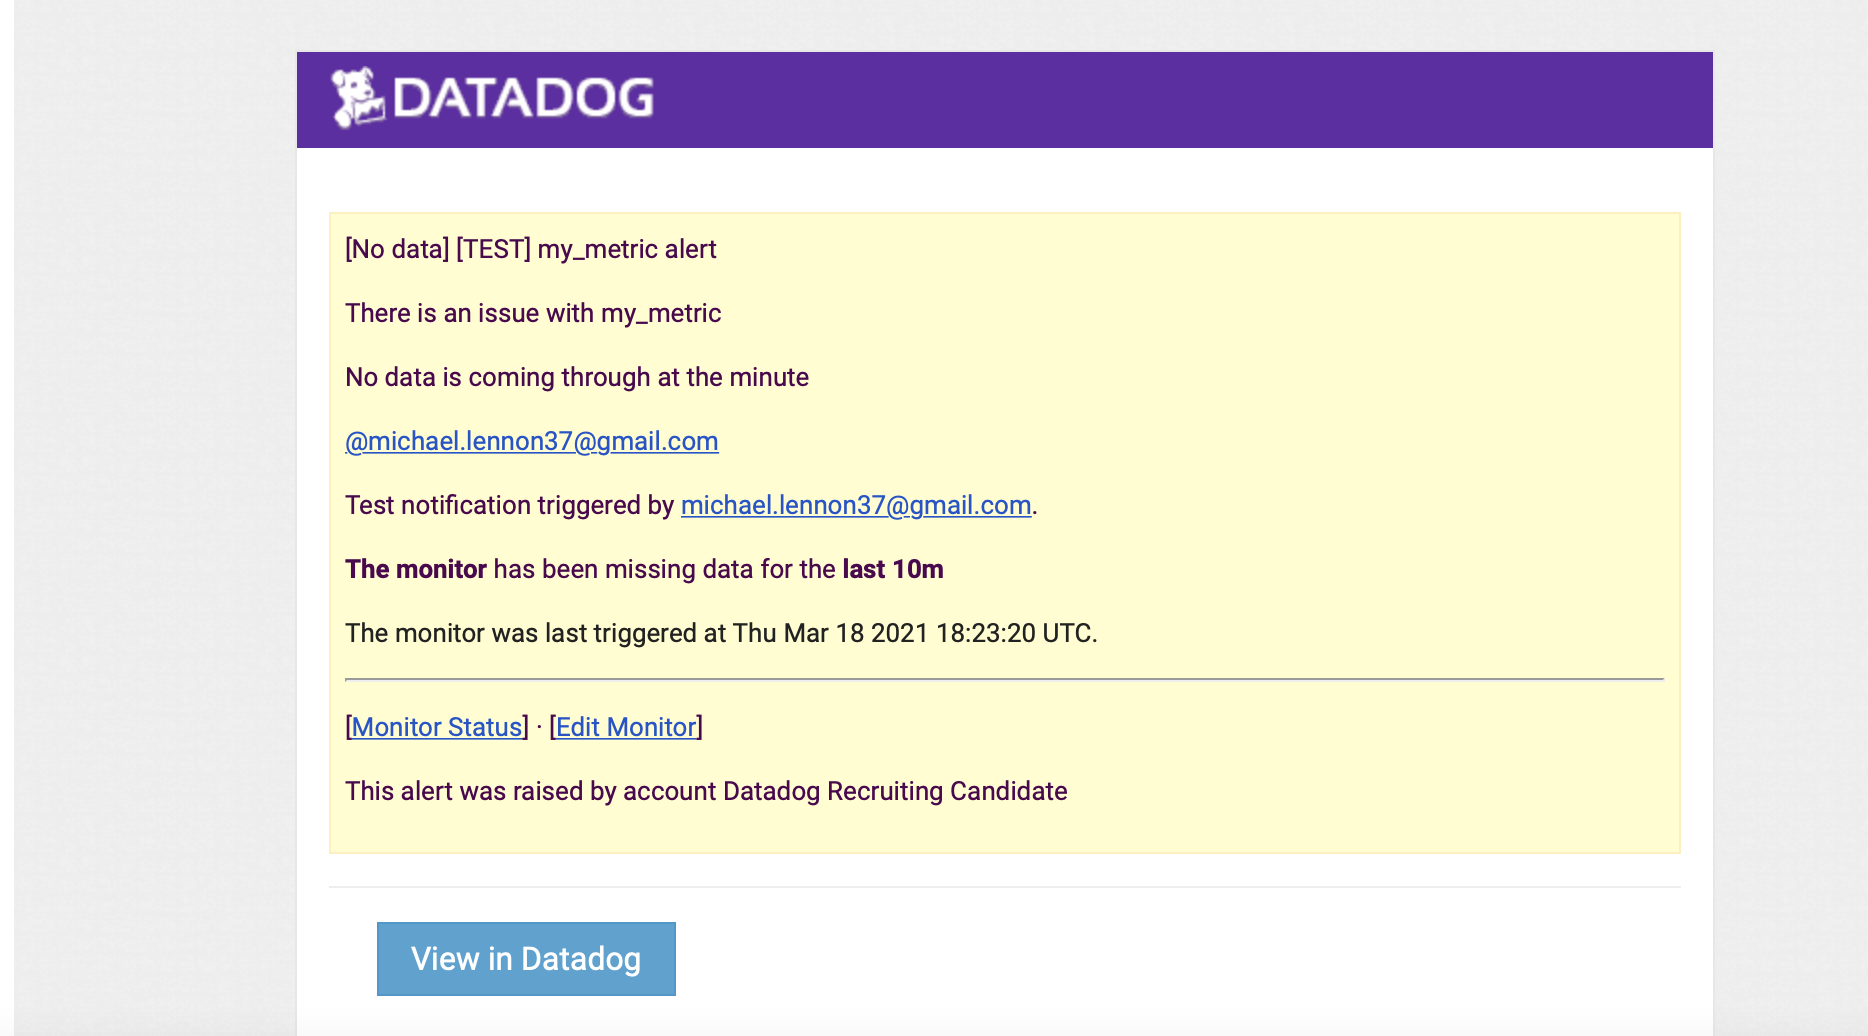 DATADOG
[No data] [TEST] my_metric alert
There is an issue with my_metric
No data is coming through at the minute
@michael.lennon37@gmail.com
Test notification triggered by michael.lennon37@gmail.com.
The monitor has been missing data for the last 10m
The monitor was last triggered at Thu Mar 18 2021 18:23:20 UTC.
[Monitor Status] · [Edit Monitor]
This alert was raised by account Datadog Recruiting Candidate
View in Datadog